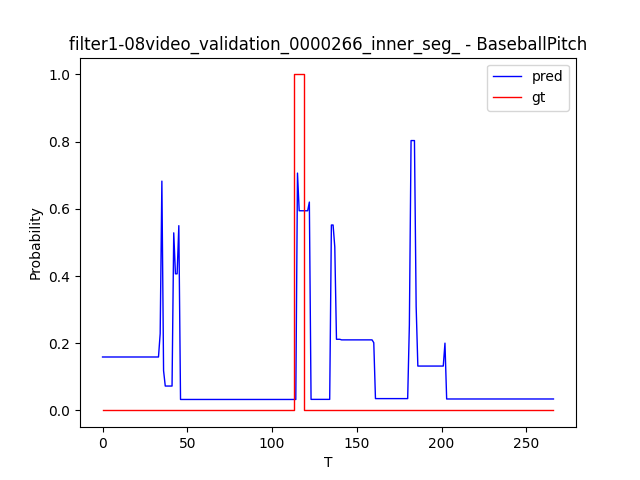 filter1-08video_validation_0000266_inner_seg_ - BaseballPitch
pred
gt
1.0
0.8
0.6
0.4
0.2
0.0
Probability
0
50
100
150
200
250
T